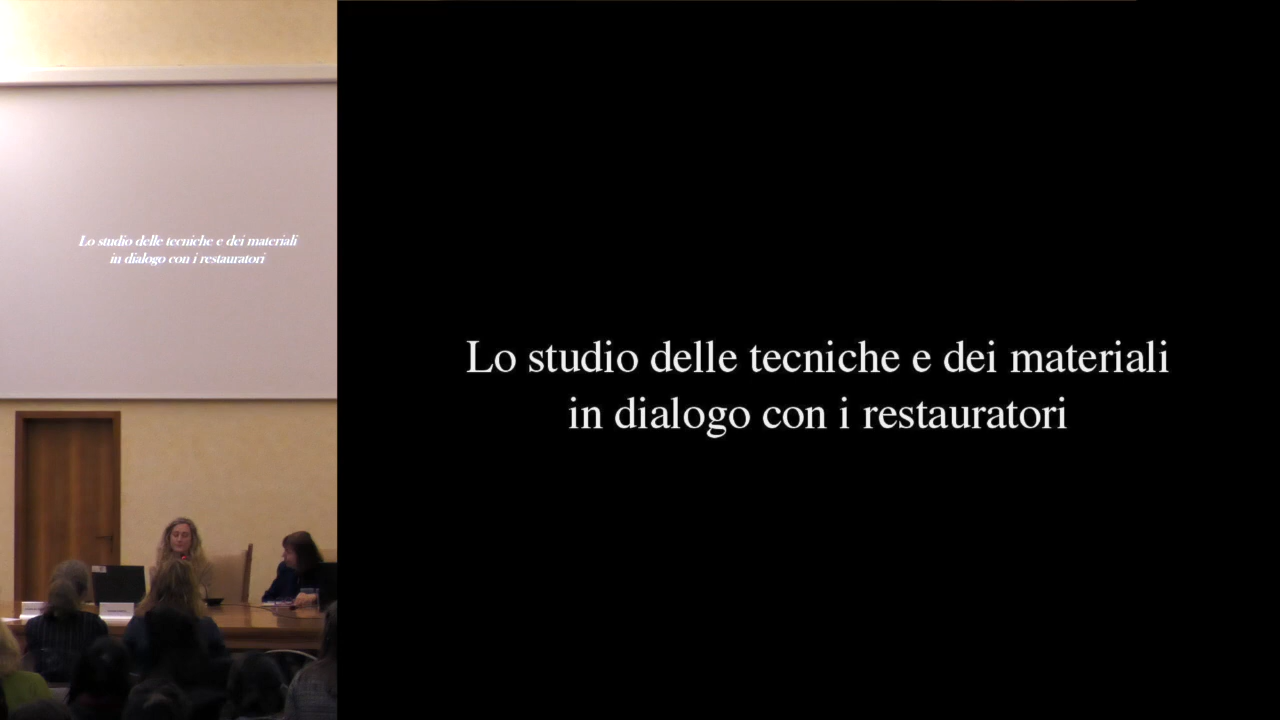 Lo studio delle tecniche e dei materiali
in dialogo con i restauratori
Lo studio delle tecniche e dei materiali
in dialogo con i restauratori